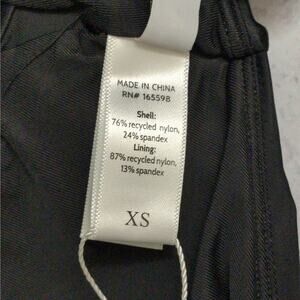 MADE IN CHINA
RN# 165598
Shell:
76% recycled nylon,
24% spandex
Lining:
87% recycled nylon,
13% spandex
XS